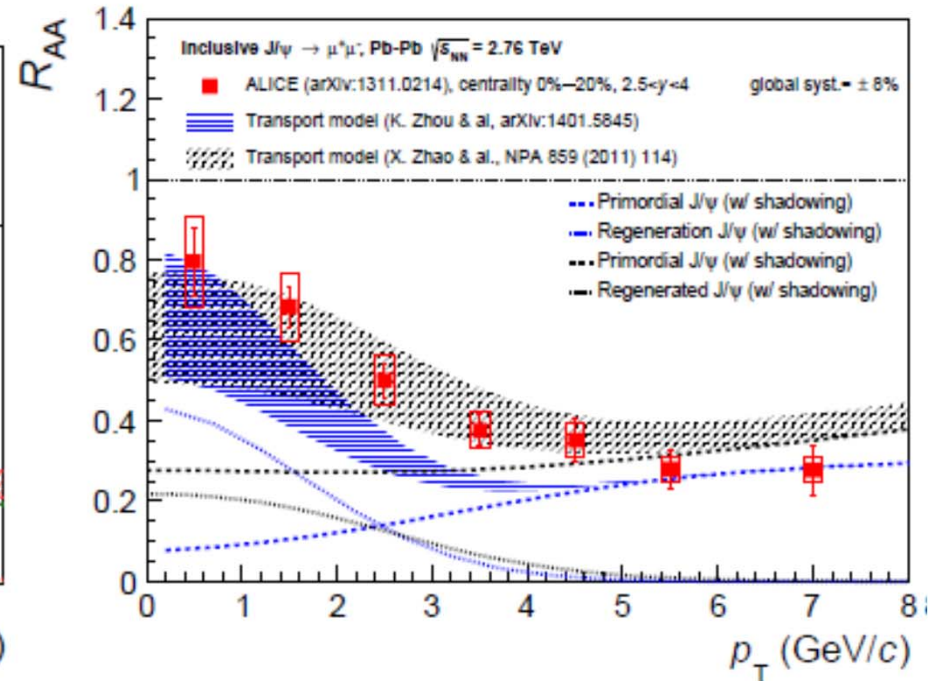 1.4
R_AA
Inclusive J/ψ → μ⁺μ⁻, Pb-Pb √s_NN = 2.76 TeV
ALICE (arXiv:1311.0214), centrality 0%–20%, 2.5<y<4 global syst.= ± 8%
1.2
Transport model (K. Zhou & al, arXiv:1401.5845)
Transport model (X. Zhao & al., NPA 859 (2011) 114)
1
Primordial J/ψ (w/ shadowing)
Regeneration J/ψ (w/ shadowing)
0.8
Primordial J/ψ (w/ shadowing)
Regenerated J/ψ (w/ shadowing)
0.6
0.4
0.2
0
0 1 2 3 4 5 6 7 8
p_T (GeV/c)